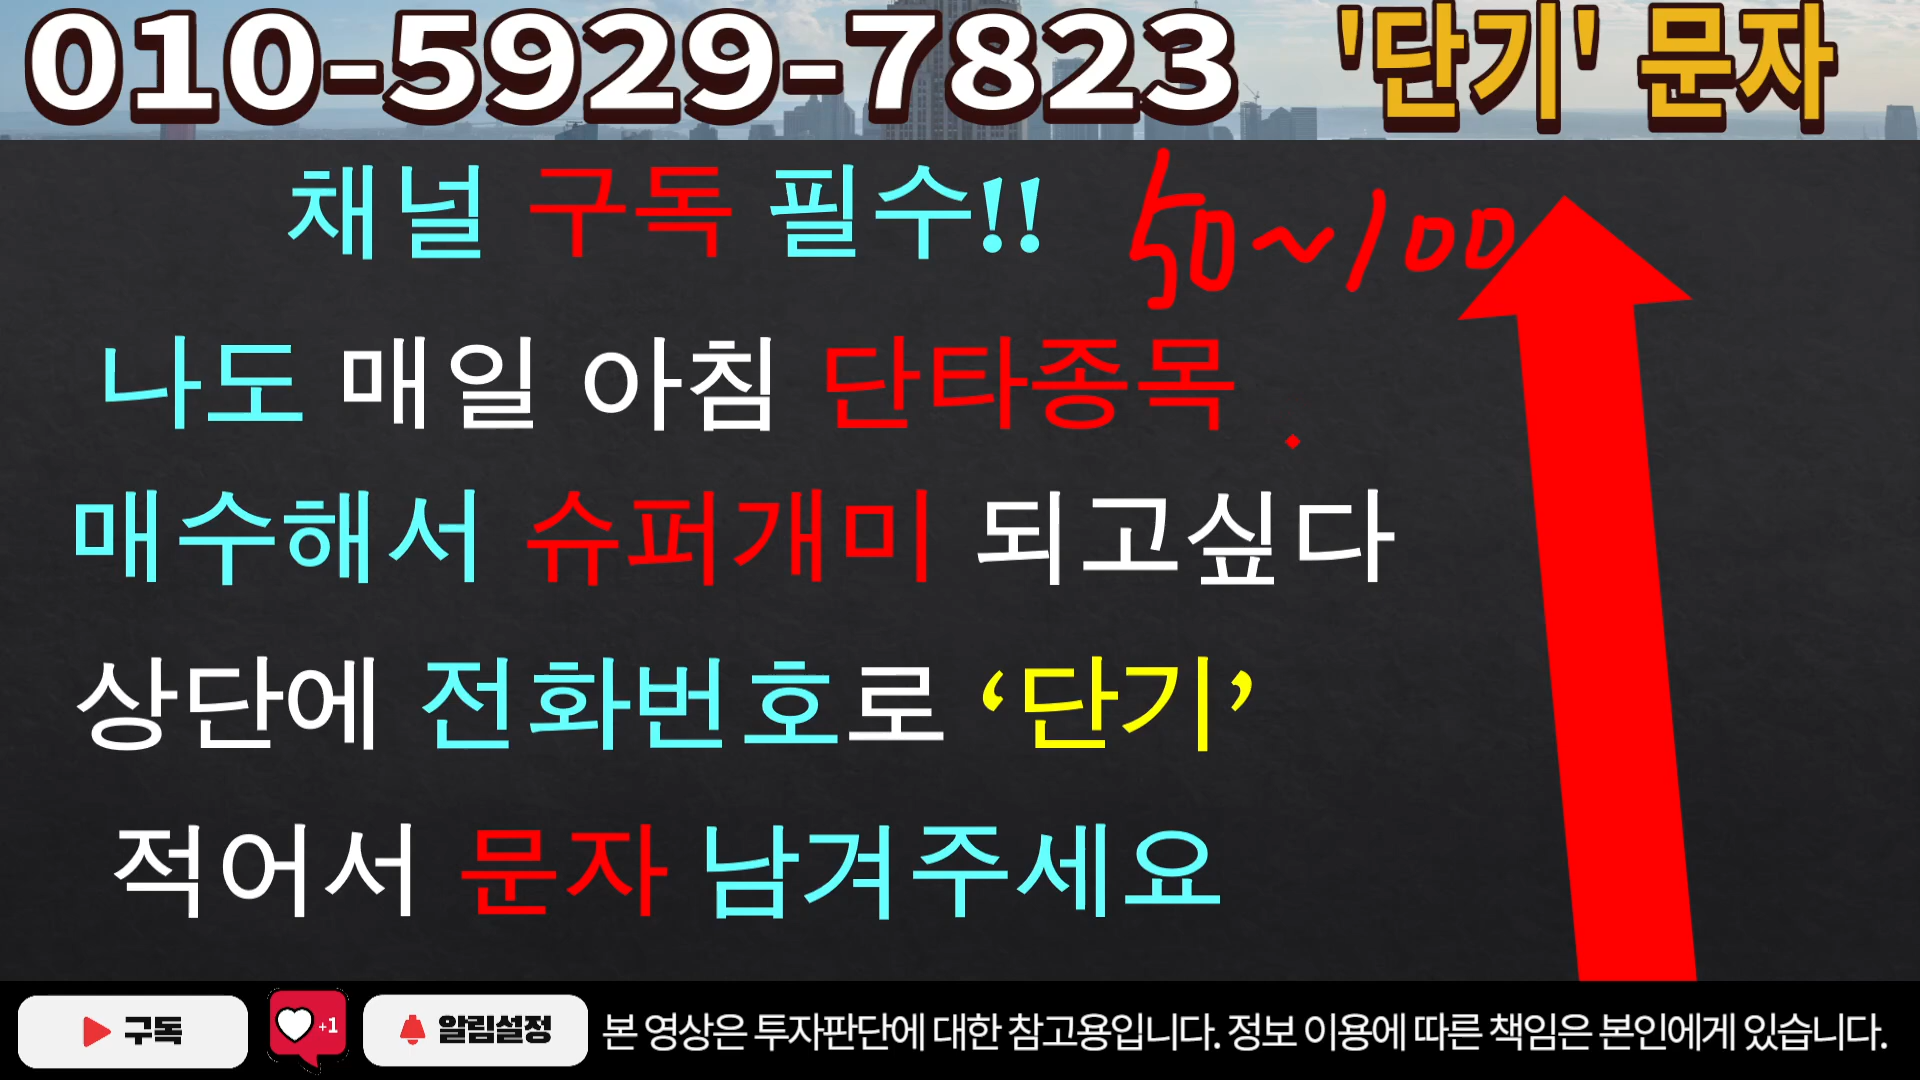 010-5929-7823 '단기' 문자
채널 구독 필수!! 50~100
나도 매일 아침 단타종목
매수해서 슈퍼개미 되고싶다
상단에 전화번호로 ‘단기’
적어서 문자 남겨주세요
구독 +1 알림설정 본 영상은 투자판단에 대한 참고용입니다. 정보 이용에 따른 책임은 본인에게 있습니다.